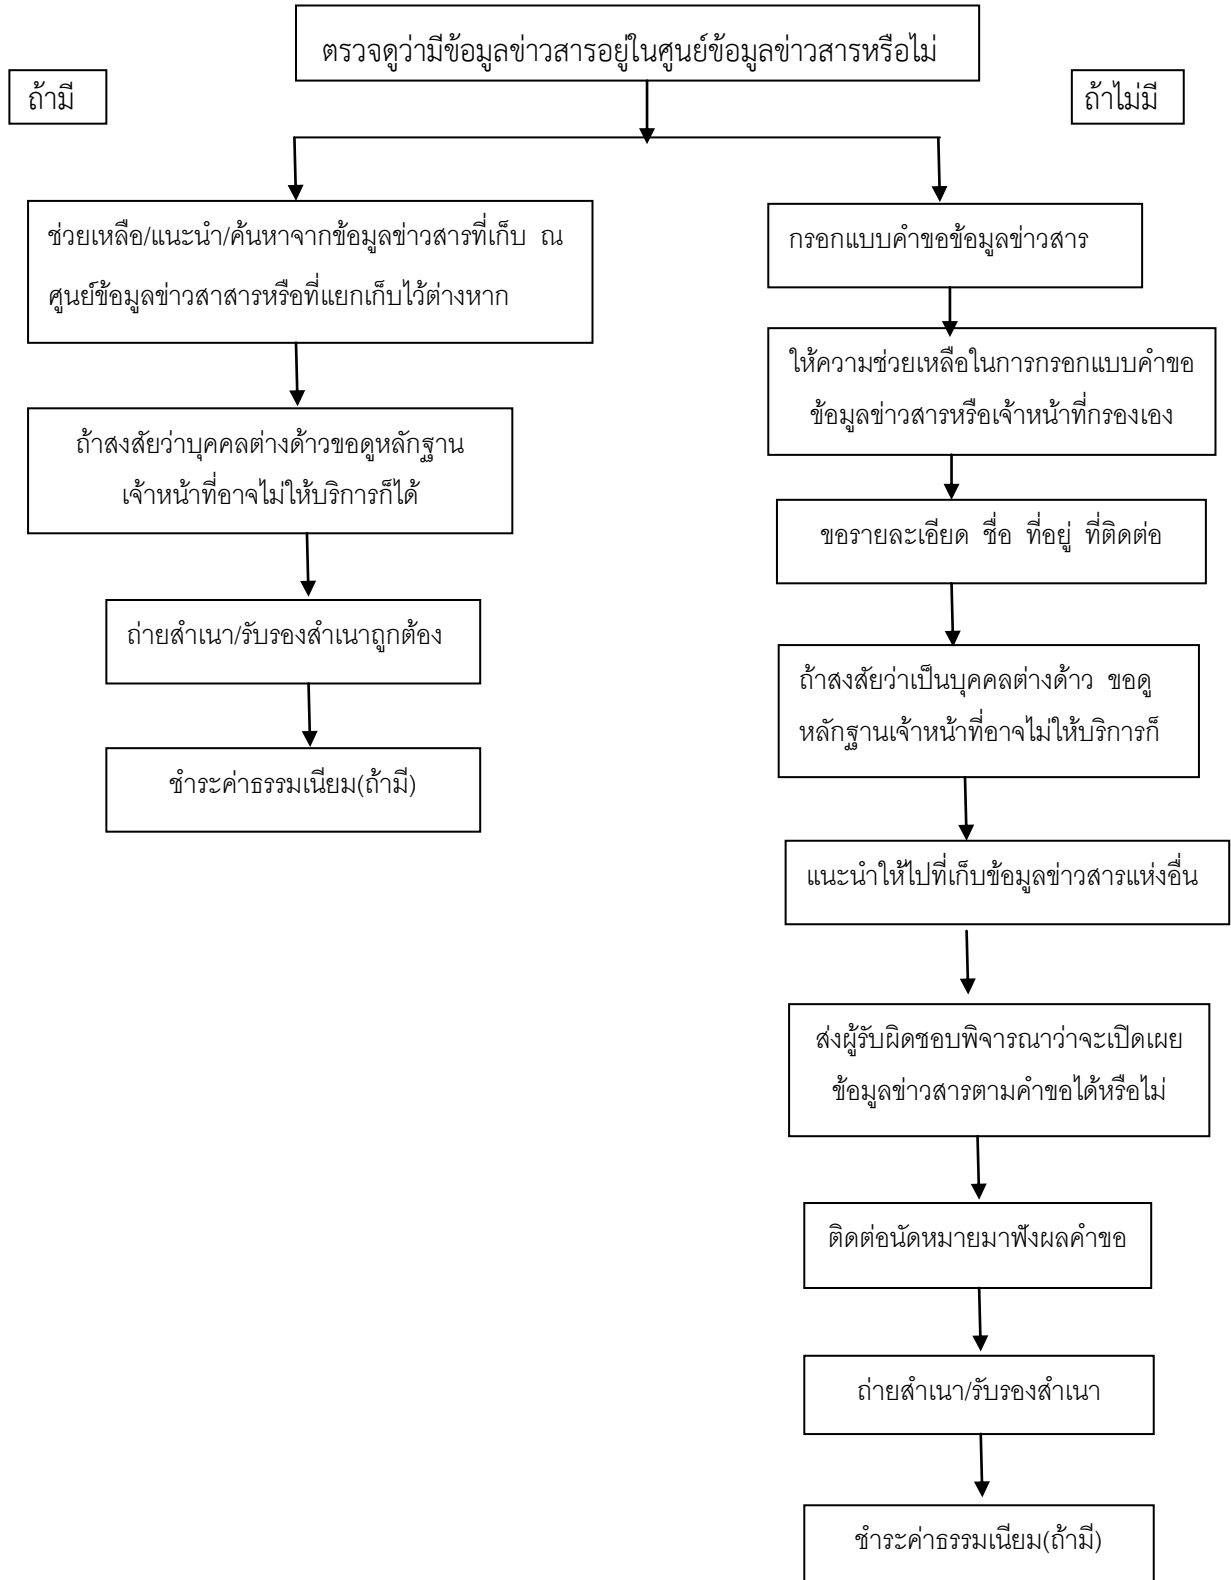 ตรวจดูว่ามีข้อมูลข่าวสารอยู่ในศูนย์ข้อมูลข่าวสารหรือไม่
ถ้ามี
ถ้าไม่มี
ช่วยเหลือ/แนะนำ/ค้นหาจากข้อมูลข่าวสารที่เก็บ ณ
ศูนย์ข้อมูลข่าวสาสารหรือที่แยกเก็บไว้ต่างหาก
ถ้าสงสัยว่าบุคคลต่างด้าวขอดูหลักฐาน
เจ้าหน้าที่อาจไม่ให้บริการก็ได้
ถ่ายสำเนา/รับรองสำเนาถูกต้อง
ชำระค่าธรรมเนียม(ถ้ามี)
กรอกแบบคำขอข้อมูลข่าวสาร
ให้ความช่วยเหลือในการกรอกแบบคำขอ
ข้อมูลข่าวสารหรือเจ้าหน้าที่กรองเอง
ขอรายละเอียด ชื่อ ที่อยู่ ที่ติดต่อ
ถ้าสงสัยว่าเป็นบุคคลต่างด้าว ขอดู
หลักฐานเจ้าหน้าที่อาจไม่ให้บริการก็
แนะนำให้ไปที่เก็บข้อมูลข่าวสารแห่งอื่น
ส่งผู้รับผิดชอบพิจารณาว่าจะเปิดเผย
ข้อมูลข่าวสารตามคำขอได้หรือไม่
ติดต่อนัดหมายมาฟังผลคำขอ
ถ่ายสำเนา/รับรองสำเนา
ชำระค่าธรรมเนียม(ถ้ามี)